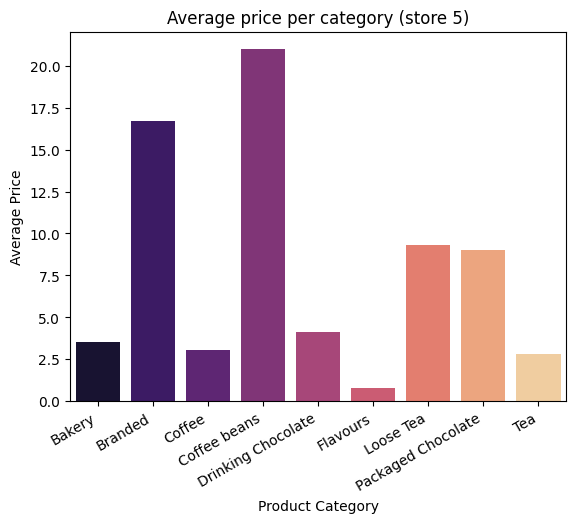 Average price per category (store 5)
Average Price
20.0
17.5
15.0
12.5
10.0
7.5
5.0
2.5
0.0
Bakery
Branded
Coffee
Coffee beans
Drinking Chocolate
Flavours
Loose Tea
Packaged Chocolate
Tea
Product Category